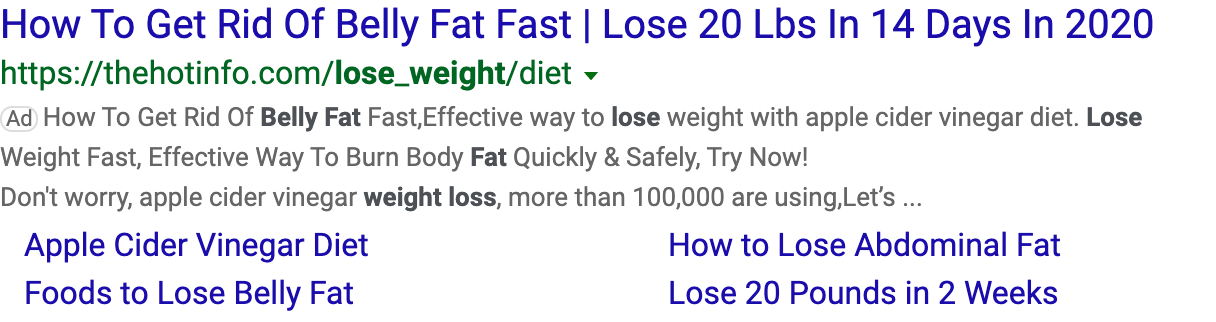 How To Get Rid Of Belly Fat Fast | Lose 20 Lbs In 14 Days In 2020
https://thehotinfo.com/lose_weight/diet
Ad How To Get Rid Of Belly Fat Fast,Effective way to lose weight with apple cider vinegar diet. Lose
Weight Fast, Effective Way To Burn Body Fat Quickly & Safely, Try Now!
Don't worry, apple cider vinegar weight loss, more than 100,000 are using,Let’s ...
Apple Cider Vinegar Diet
How to Lose Abdominal Fat
Foods to Lose Belly Fat
Lose 20 Pounds in 2 Weeks